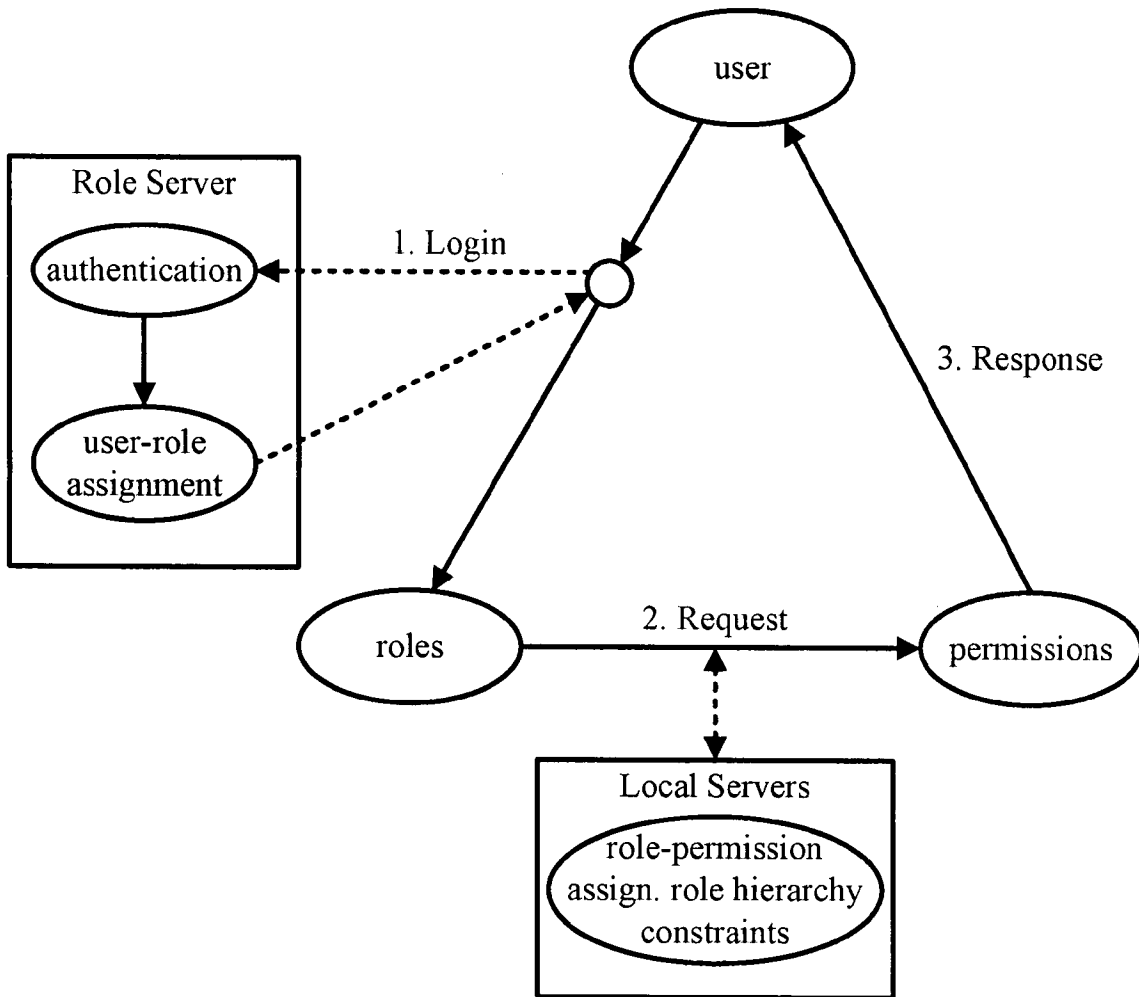 user
Role Server
authentication
1. Login
user-role
assignment
3. Response
roles
2. Request
permissions
Local Servers
role-permission
assign. role hierarchy
constraints